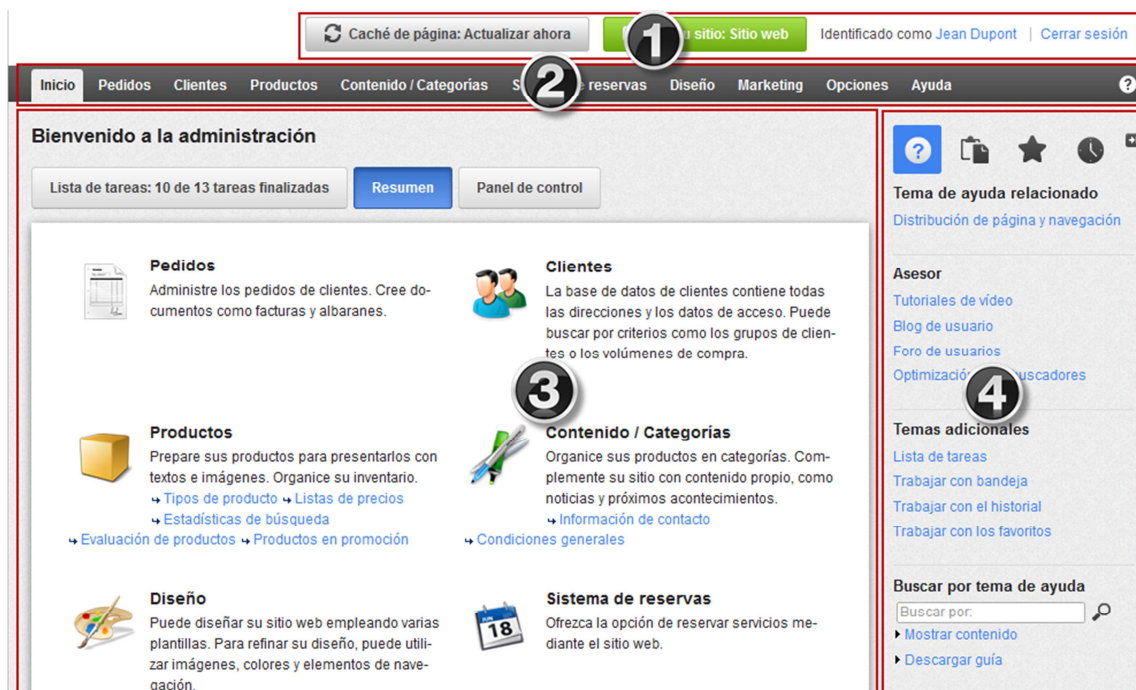 Caché de página: Actualizar ahora
sitio: Sitio web
Identificado como Jean Dupont | Cerrar sesión
1
Inicio Pedidos Clientes Productos Contenido / Categorías reservas Diseño Marketing Opciones Ayuda ?
2
Bienvenido a la administración
Lista de tareas: 10 de 13 tareas finalizadas
Resumen
Panel de control
Pedidos
Administre los pedidos de clientes. Cree do-
cumentos como facturas y albaranes.
Clientes
La base de datos de clientes contiene todas
las direcciones y los datos de acceso. Puede
buscar por criterios como los grupos de clien-
tes o los volúmenes de compra.
3
Productos
Prepare sus productos para presentarlos con
textos e imágenes. Organice su inventario.
Tipos de producto Listas de precios
Estadísticas de búsqueda
Evaluación de productos Productos en promoción
Contenido / Categorías
Organice sus productos en categorías. Com-
plemente su sitio con contenido propio, como
noticias y próximos acontecimientos.
Información de contacto
Condiciones generales
Diseño
Puede diseñar su sitio web empleando varias
plantillas. Para refinar su diseño, puede utili-
zar imágenes, colores y elementos de nave-
gación.
JUN
18
Sistema de reservas
Ofrezca la opción de reservar servicios me-
diante el sitio web.
?
Tema de ayuda relacionado
Distribución de página y navegación
Asesor
Tutoriales de vídeo
Blog de usuario
Foro de usuarios
Optimización buscadores
4
Temas adicionales
Lista de tareas
Trabajar con bandeja
Trabajar con el historial
Trabajar con los favoritos
Buscar por tema de ayuda
Buscar por:
Mostrar contenido
Descargar guía